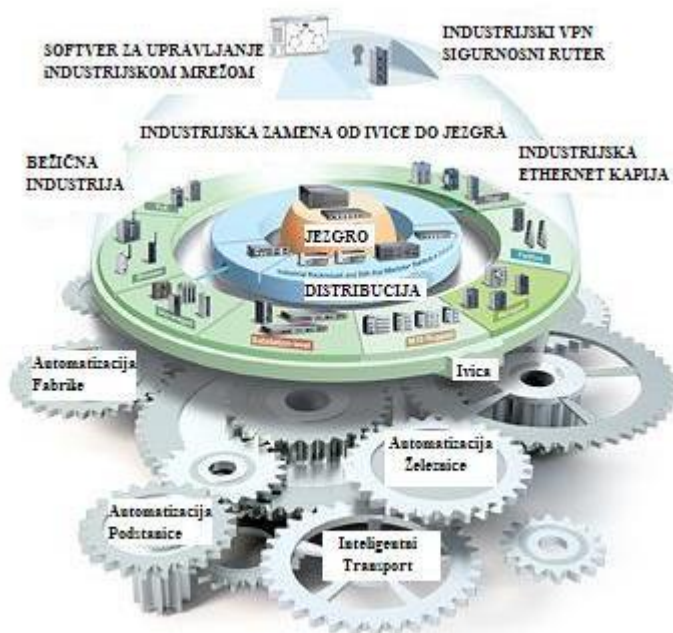 SOFTVER ZA UPRAVLJANJE
iNDUSTRIJSKOM MREŽOM
INDUSTRIJSKI VPN
SIGURNOSNI RUTER
INDUSTRIJSKA ZAMENA OD IVICE DO JEZGRA
BEŽIČNA
INDUSTRIJA
INDUSTRIJSKA
ETHERNET KAPIJA
JEZGRO
DISTRIBUCIJA
Ivica
Automatizacija
Fabrike
Automatizacija
Železnice
Automatizacija
Podstanice
Inteligentni
Transport